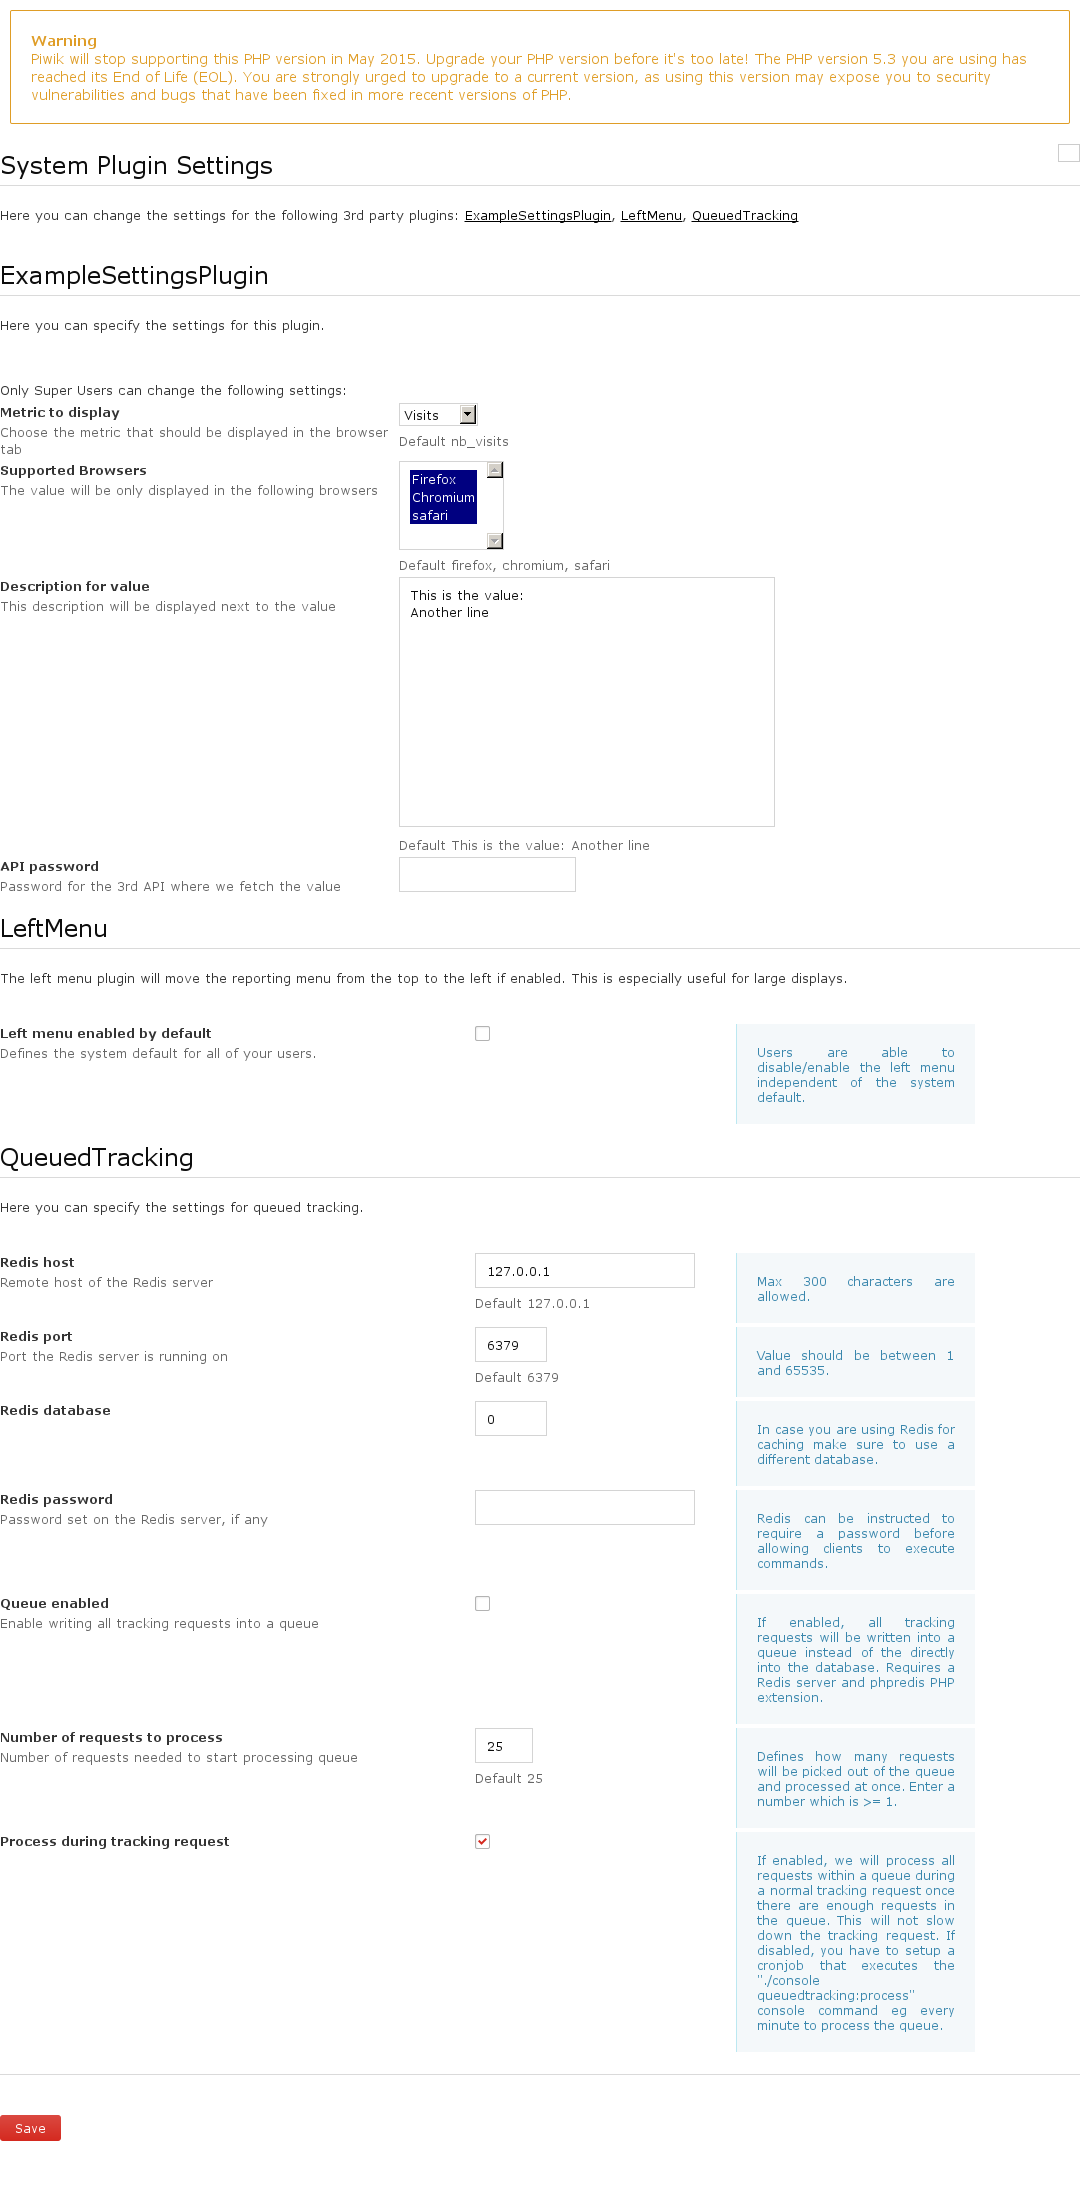 Warning
Piwik will stop supporting this PHP version in May 2015. Upgrade your PHP version before it's too late! The PHP version 5.3 you are using has
reached its End of Life (EOL). You are strongly urged to upgrade to a current version, as using this version may expose you to security
vulnerabilities and bugs that have been fixed in more recent versions of PHP.
System Plugin Settings
Here you can change the settings for the following 3rd party plugins: ExampleSettingsPlugin, LeftMenu, QueuedTracking
ExampleSettingsPlugin
Here you can specify the settings for this plugin.
Only Super Users can change the following settings:
Metric to display
Choose the metric that should be displayed in the browser
tab
Visits
Default nb_visits
Supported Browsers
The value will be only displayed in the following browsers
Firefox
Chromium
safari
Default firefox, chromium, safari
Description for value
This description will be displayed next to the value
This is the value:
Another line
Default This is the value: Another line
API password
Password for the 3rd API where we fetch the value
LeftMenu
The left menu plugin will move the reporting menu from the top to the left if enabled. This is especially useful for large displays.
Left menu enabled by default
Defines the system default for all of your users.
Users are able to
disable/enable the left menu
independent of the system
default.
QueuedTracking
Here you can specify the settings for queued tracking.
Redis host
Remote host of the Redis server
127.0.0.1
Default 127.0.0.1
Max 300 characters are
allowed.
Redis port
Port the Redis server is running on
6379
Default 6379
Value should be between 1
and 65535.
Redis database
0
In case you are using Redis for
caching make sure to use a
different database.
Redis password
Password set on the Redis server, if any
Redis can be instructed to
require a password before
allowing clients to execute
commands.
Queue enabled
Enable writing all tracking requests into a queue
If enabled, all tracking
requests will be written into a
queue instead of the directly
into the database. Requires a
Redis server and phpredis PHP
extension.
Number of requests to process
Number of requests needed to start processing queue
25
Default 25
Defines how many requests
will be picked out of the queue
and processed at once. Enter a
number which is >= 1.
Process during tracking request
If enabled, we will process all
requests within a queue during
a normal tracking request once
there are enough requests in
the queue. This will not slow
down the tracking request. If
disabled, you have to setup a
cronjob that executes the
"./console
queuedtracking:process"
console command eg every
minute to process the queue.
Save